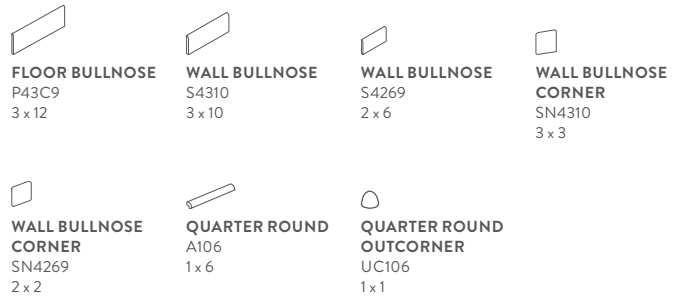 FLOOR BULLNOSE
P43C9
3 x 12
WALL BULLNOSE
S4310
3 x 10
WALL BULLNOSE
S4269
2 x 6
WALL BULLNOSE
CORNER
SN4310
3 x 3
WALL BULLNOSE
CORNER
SN4269
2 x 2
QUARTER ROUND
A106
1 x 6
QUARTER ROUND
OUTCORNER
UC106
1 x 1